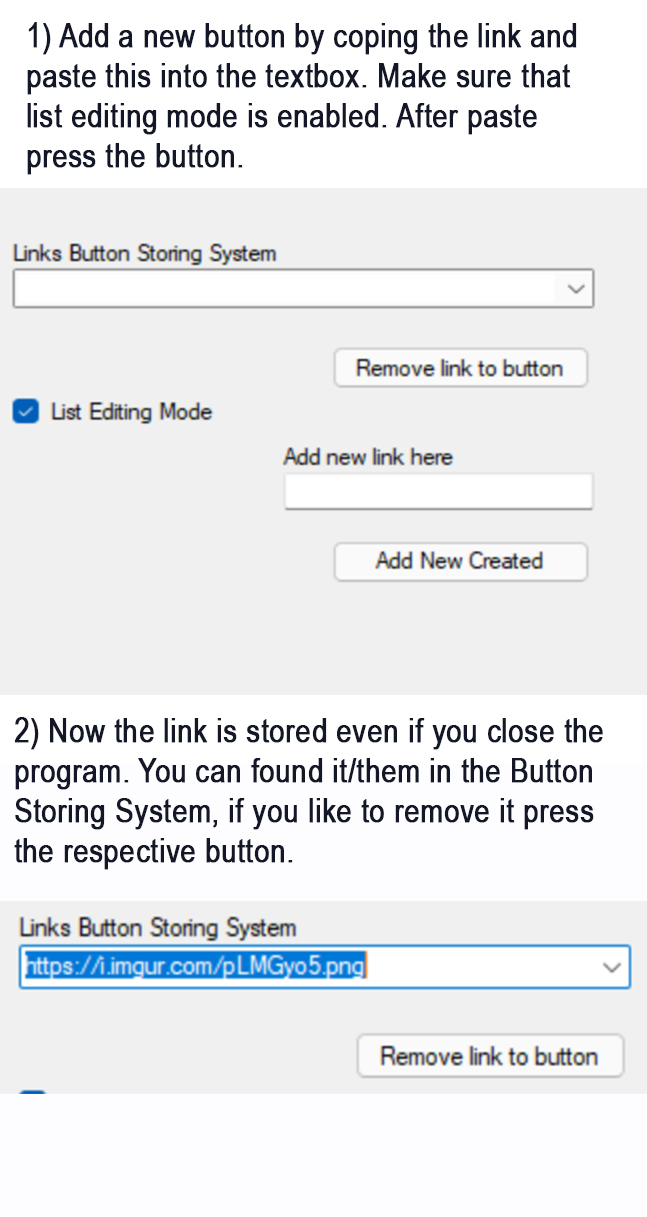 1) Add a new button by coping the link and
paste this into the textbox. Make sure that
list editing mode is enabled. After paste
press the button.
Links Button Storing System
Remove link to button
List Editing Mode
Add new link here
Add New Created
2) Now the link is stored even if you close the
program. You can found it/them in the Button
Storing System, if you like to remove it press
the respective button.
Links Button Storing System
https://i.imgur.com/pLMGyo5.png
Remove link to button